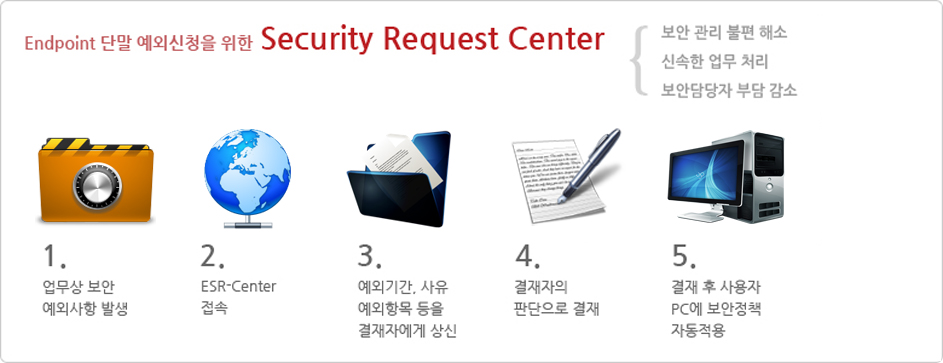 Endpoint 단말 예외신청을 위한 Security Request Center
보안 관리 불편 해소
신속한 업무 처리
보안담당자 부담 감소
1.
업무상 보안
예외사항 발생
2.
ESR-Center
접속
3.
예외기간, 사유
예외항목 등을
결재자에게 상신
4.
결재자의
판단으로 결재
5.
결재 후 사용자
PC에 보안정책
자동적용